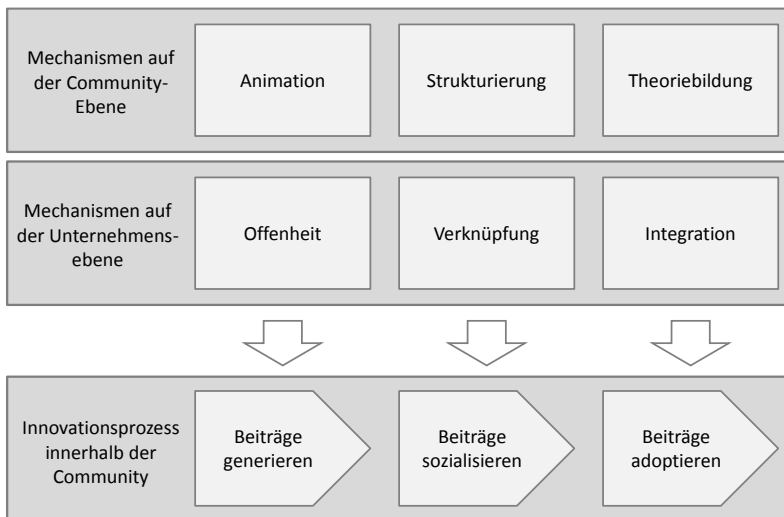 Mechanismen auf
der Community-
Ebene
Animation
Strukturierung
Theoriebildung
Mechanismen auf
der Unternehmens-
ebene
Offenheit
Verknüpfung
Integration
Innovationsprozess
innerhalb der
Community
Beiträge
generieren
Beiträge
sozialisieren
Beiträge
adoptieren